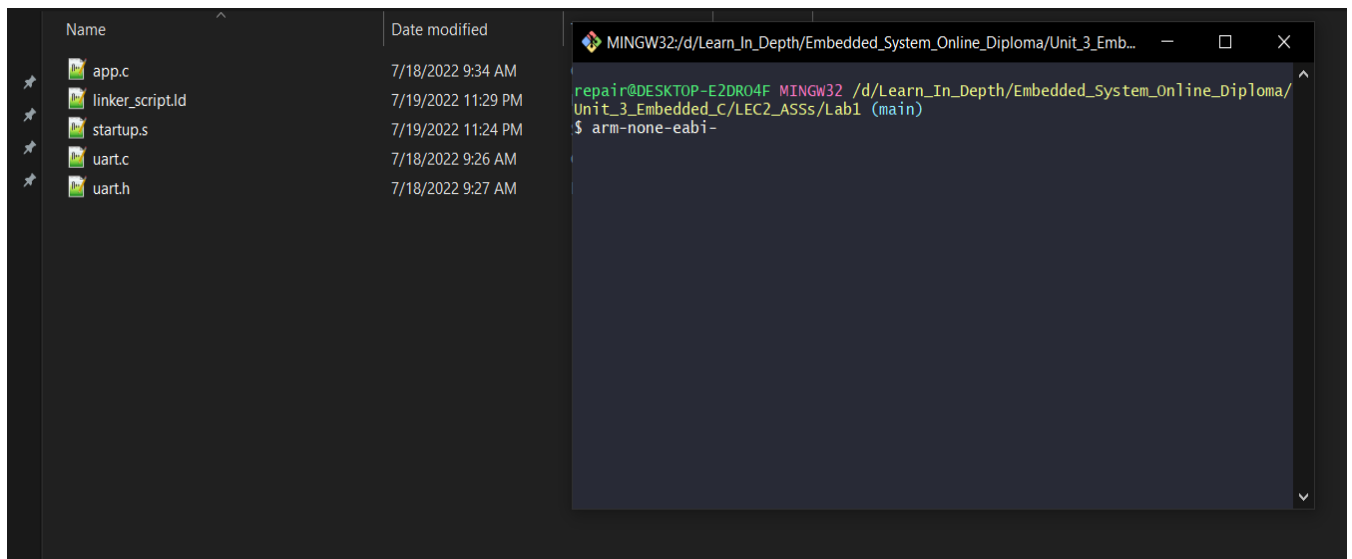 Name Date modified
app.c 7/18/2022 9:34 AM
linker_script.ld 7/19/2022 11:29 PM
startup.s 7/19/2022 11:24 PM
uart.c 7/18/2022 9:26 AM
uart.h 7/18/2022 9:27 AM
MINGW32:/d/Learn_In_Depth/Embedded_System_Online_Diploma/Unit_3_Emb...
repair@DESKTOP-E2DRO4F MINGW32 /d/Learn_In_Depth/Embedded_System_Online_Diploma/
Unit_3_Embedded_C/LEC2_ASSs/Lab1 (main)
$ arm-none-eabi-